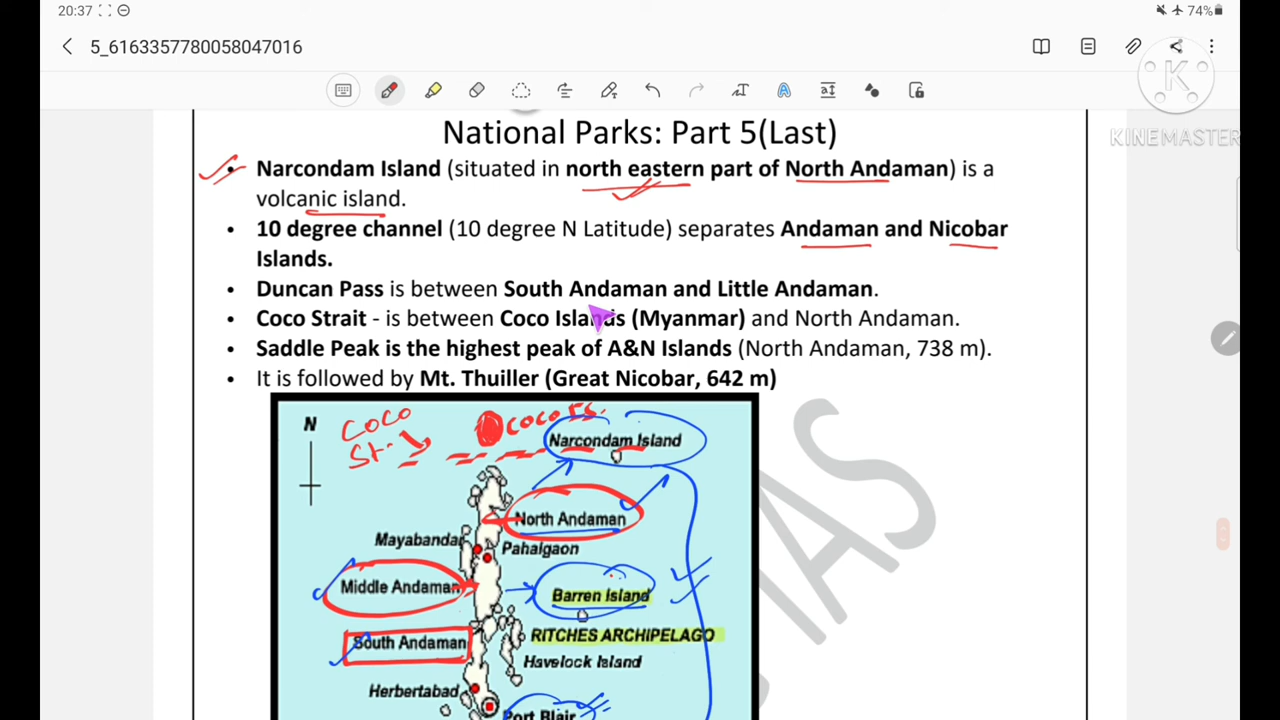 20:37
74%
5_6163357780058047016
K
KINEMASTER
National Parks: Part 5(Last)
• Narcondam Island (situated in north eastern part of North Andaman) is a
volcanic island.
• 10 degree channel (10 degree N Latitude) separates Andaman and Nicobar
Islands.
• Duncan Pass is between South Andaman and Little Andaman.
• Coco Strait - is between Coco Islands (Myanmar) and North Andaman.
• Saddle Peak is the highest peak of A&N Islands (North Andaman, 738 m).
• It is followed by Mt. Thuiller (Great Nicobar, 642 m)
N
Coco
St.
COCO Is.
Narcondam Island
North Andaman
Mayabandar
Pahalgaon
Middle Andaman
Barren Island
RITCHES ARCHIPELAGO
South Andaman
Havelock Island
Herbertabad
Port Blair
IAS